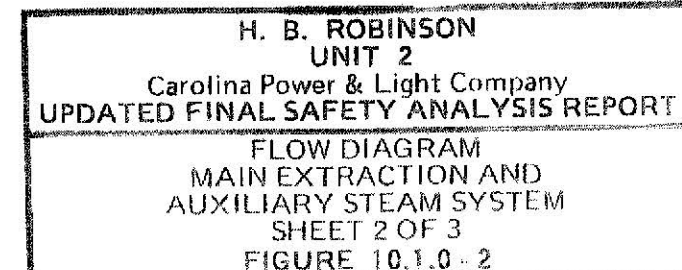 H. B. ROBINSON
UNIT 2
Carolina Power & Light Company
UPDATED FINAL SAFETY ANALYSIS REPORT
FLOW DIAGRAM
MAIN EXTRACTION AND
AUXILIARY STEAM SYSTEM
SHEET 2 OF 3
FIGURE 10.1.0-2